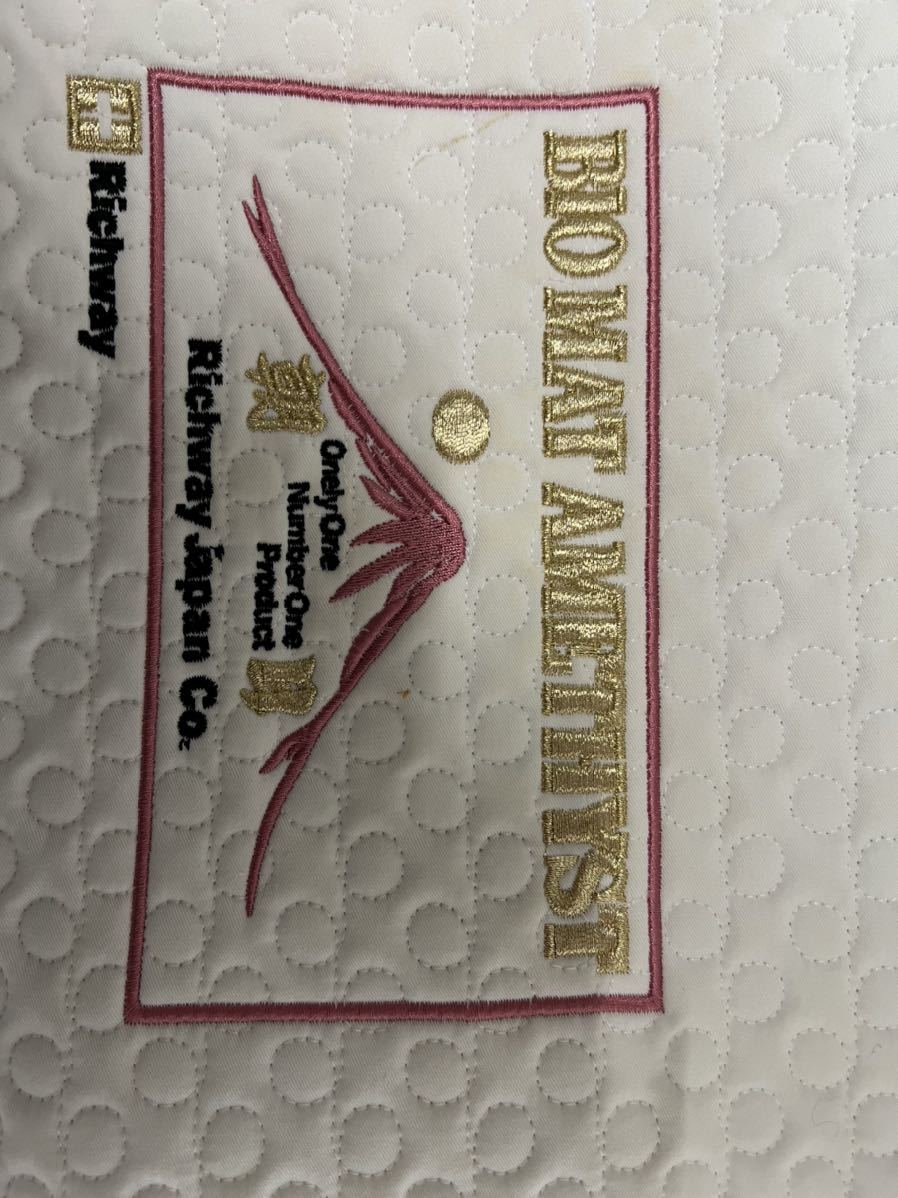 BIO MAT AMETHYST
OnelyOne
NumberOne
Product
Richway Japan Co.
Richway